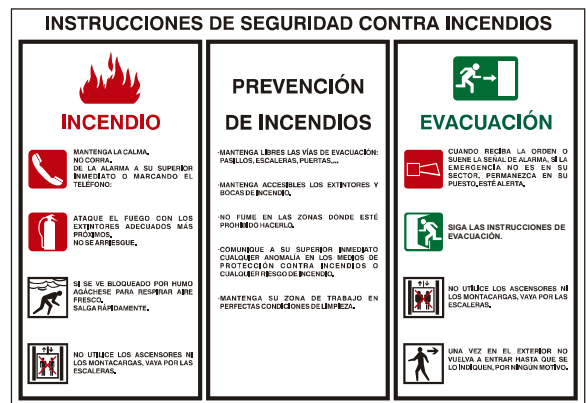 INSTRUCCIONES DE SEGURIDAD CONTRA INCENDIOS
INCENDIO
MANTENGA LA CALMA.
NO CORRA.
DE LA ALARMA A SU SUPERIOR
INMEDIATO O MARCANDO EL
TELÉFONO:
ATAQUE EL FUEGO CON LOS
EXTINTORES ADECUADOS MÁS
PRÓXIMOS.
NO SE ARRIESGUE.
SI SE VE BLOQUEADO POR HUMO
AGÁCHESE PARA RESPIRAR AIRE
FRESCO.
SALGA RÁPIDAMENTE.
NO UTILICE LOS ASCENSORES NI
LOS MONTACARGAS, VAYA POR LAS
ESCALERAS.
PREVENCIÓN
DE INCENDIOS
·MANTENGA LIBRES LAS VÍAS DE EVACUACIÓN:
PASILLOS, ESCALERAS, PUERTAS,...
·MANTENGA ACCESIBLES LOS EXTINTORES Y
BOCAS DE INCENDIO.
·NO FUME EN LAS ZONAS DONDE ESTÉ
PROHIBIDO HACERLO.
·COMUNIQUE A SU SUPERIOR INMEDIATO
CUALQUIER ANOMALÍA EN LOS MEDIOS DE
PROTECCIÓN CONTRA INCENDIOS O
CUALQUIER RIESGO DE INCENDIO.
·MANTENGA SU ZONA DE TRABAJO EN
PERFECTAS CONDICIONES DE LIMPIEZA.
EVACUACIÓN
CUANDO RECIBA LA ORDEN O
SUENE LA SEÑAL DE ALARMA, SÍ LA
EMERGENCIA NO ES EN SU
SECTOR, PERMANEZCA EN SU
PUESTO. ESTÉ ALERTA.
SIGA LAS INSTRUCCIONES DE
EVACUACIÓN.
NO UTILICE LOS ASCENSORES NI
LOS MONTACARGAS, VAYA POR LAS
ESCALERAS.
UNA VEZ EN EL EXTERIOR NO
VUELVA A ENTRAR HASTA QUE SE
LO INDIQUEN, POR NINGÚN MOTIVO.